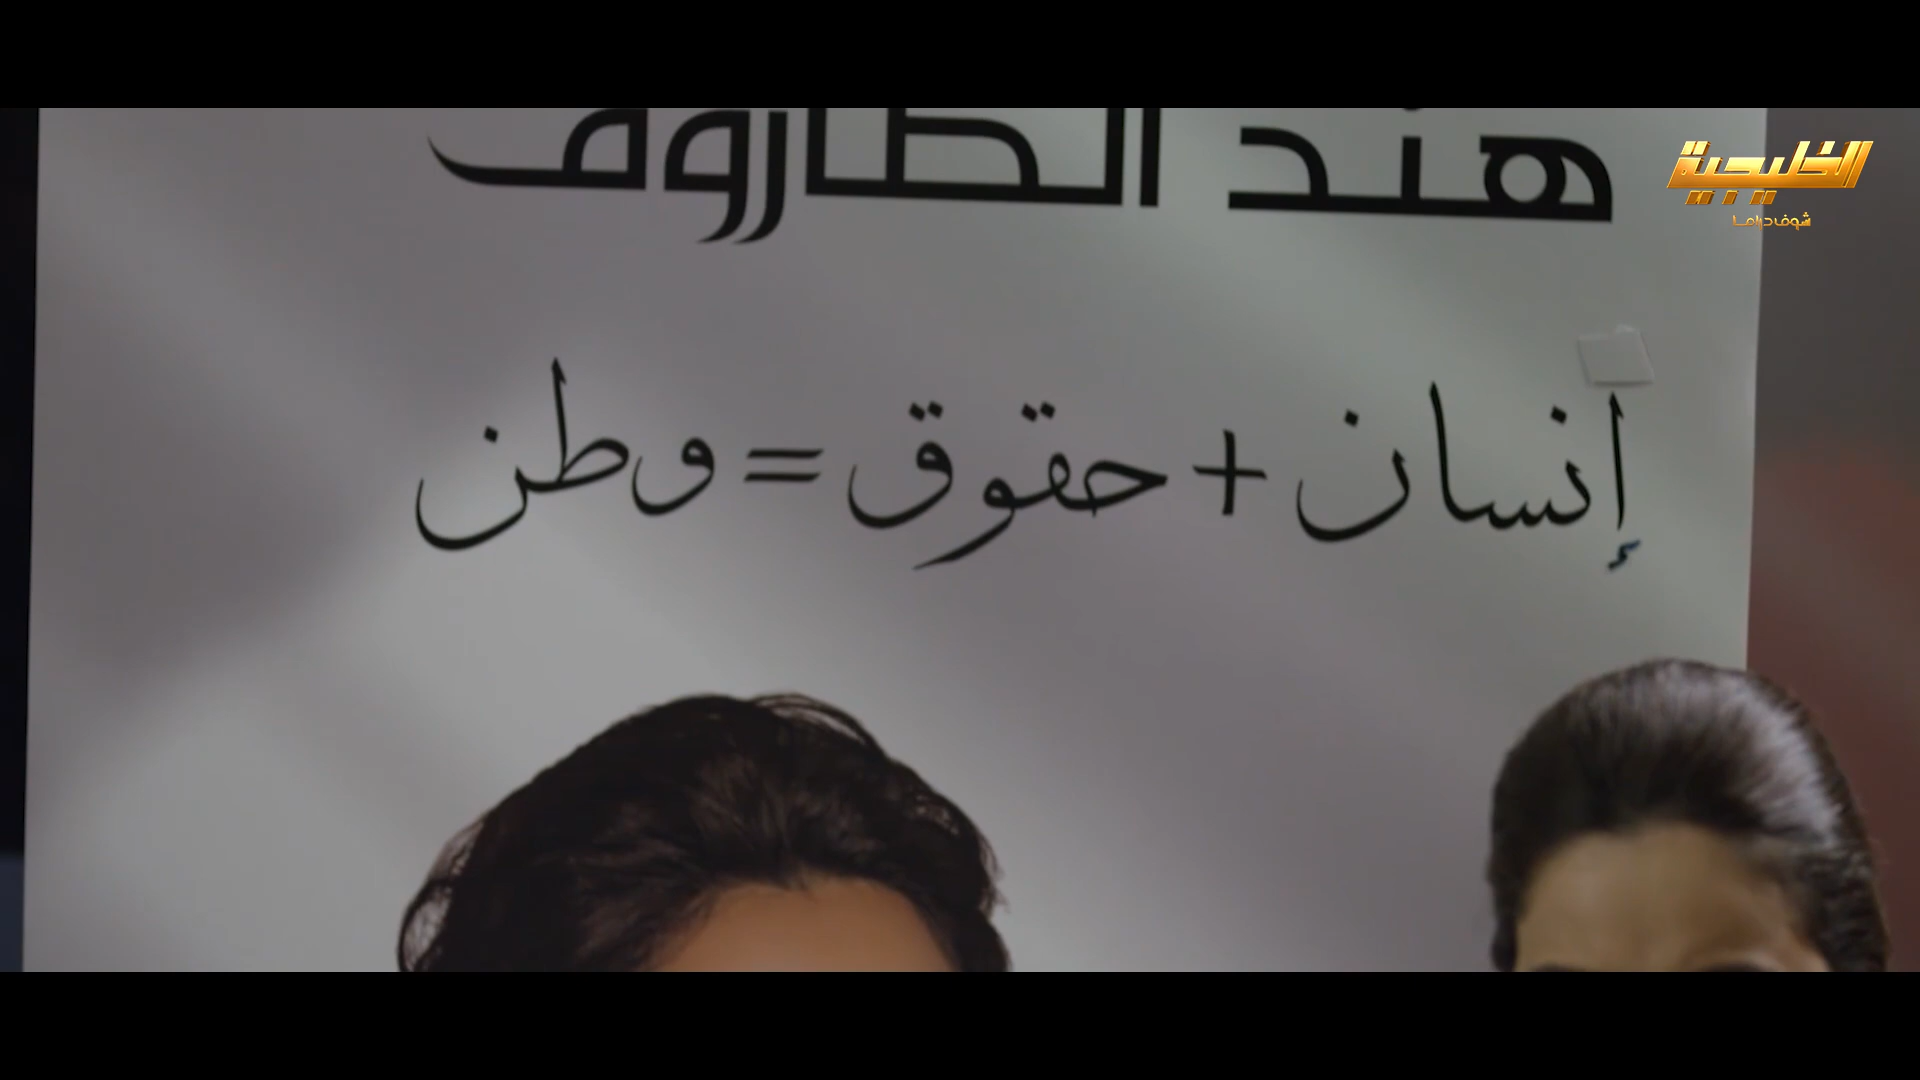 هند الطاروف
الخليجية
شوف دراما
إنسان + حقوق = وطن